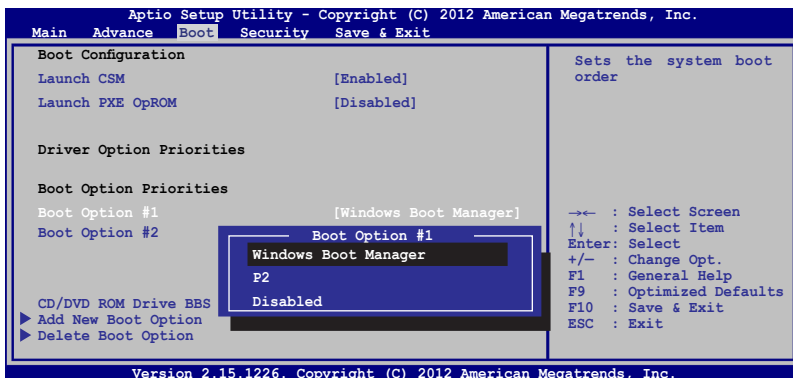 Aptio Setup Utility - Copyright (C) 2012 American Megatrends, Inc.
Main Advance Boot Security Save & Exit
Boot Configuration
Launch CSM [Enabled]
Launch PXE OpROM [Disabled]
Driver Option Priorities
Boot Option Priorities
Boot Option #1 [Windows Boot Manager]
Boot Option #2
CD/DVD ROM Drive BBS
Add New Boot Option
Delete Boot Option
Boot Option #1
Windows Boot Manager
P2
Disabled
Sets the system boot
order
→← : Select Screen
↑↓ : Select Item
Enter: Select
+/— : Change Opt.
F1 : General Help
F9 : Optimized Defaults
F10 : Save & Exit
ESC : Exit
Version 2.15.1226. Copyright (C) 2012 American Megatrends, Inc.